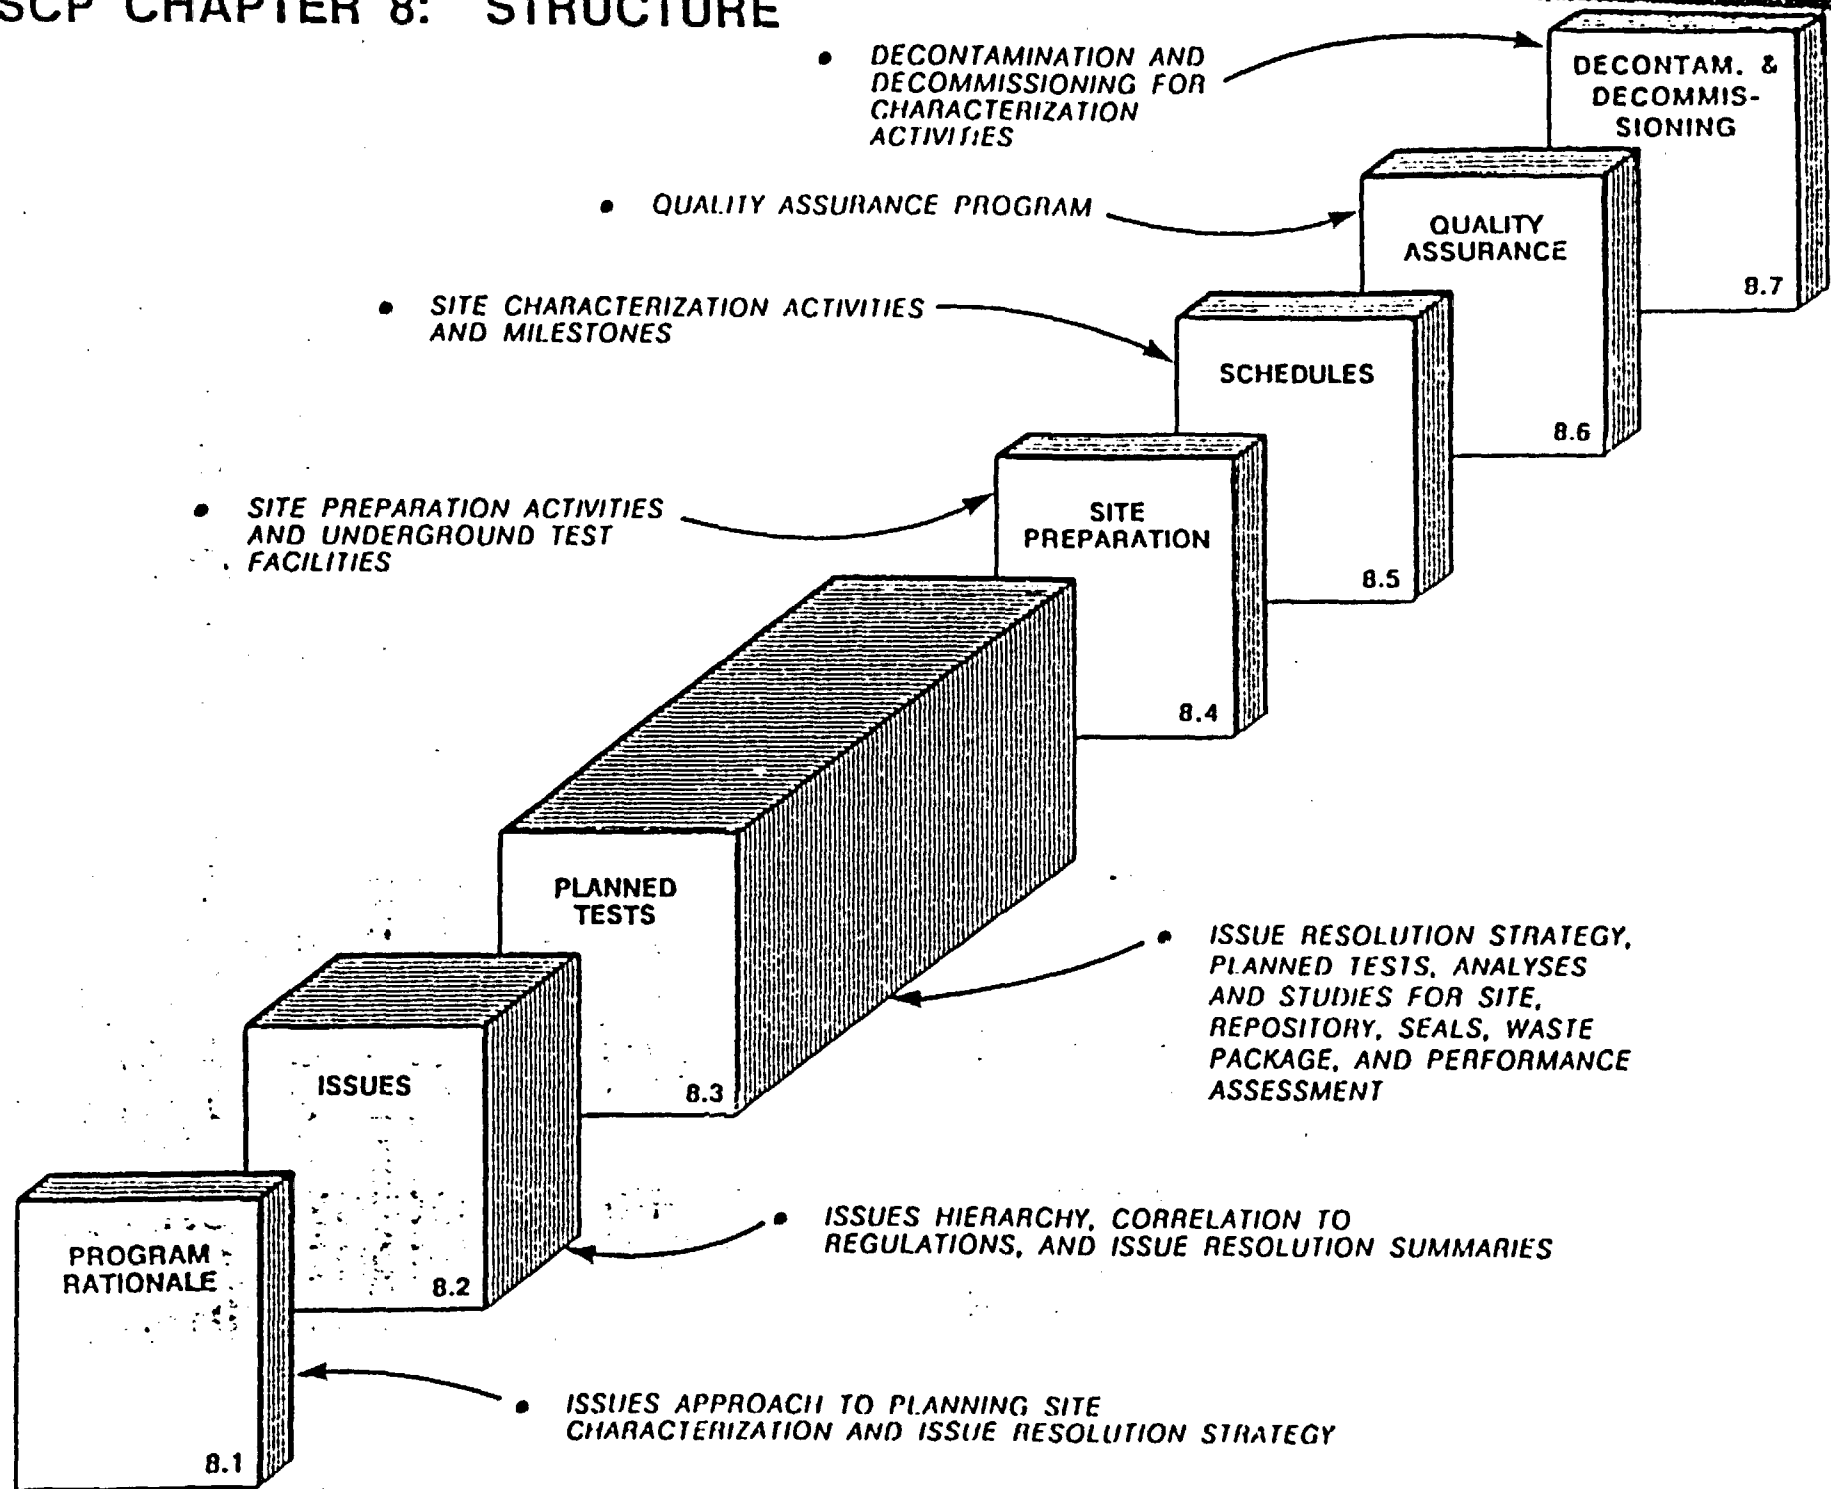 SCP CHAPTER 8: STRUCTURE
• DECONTAMINATION AND
DECOMMISSIONING FOR
CHARACTERIZATION
ACTIVITIES
DECONTAM. &
DECOMMIS-
SIONING
8.7
• QUALITY ASSURANCE PROGRAM
QUALITY
ASSURANCE
8.6
• SITE CHARACTERIZATION ACTIVITIES
AND MILESTONES
SCHEDULES
8.5
• SITE PREPARATION ACTIVITIES
AND UNDERGROUND TEST
FACILITIES
SITE
PREPARATION
8.4
PLANNED
TESTS
8.3
• ISSUE RESOLUTION STRATEGY,
PLANNED TESTS, ANALYSES
AND STUDIES FOR SITE,
REPOSITORY, SEALS, WASTE
PACKAGE, AND PERFORMANCE
ASSESSMENT
ISSUES
8.2
• ISSUES HIERARCHY, CORRELATION TO
REGULATIONS, AND ISSUE RESOLUTION SUMMARIES
PROGRAM
RATIONALE
8.1
• ISSUES APPROACH TO PLANNING SITE
CHARACTERIZATION AND ISSUE RESOLUTION STRATEGY